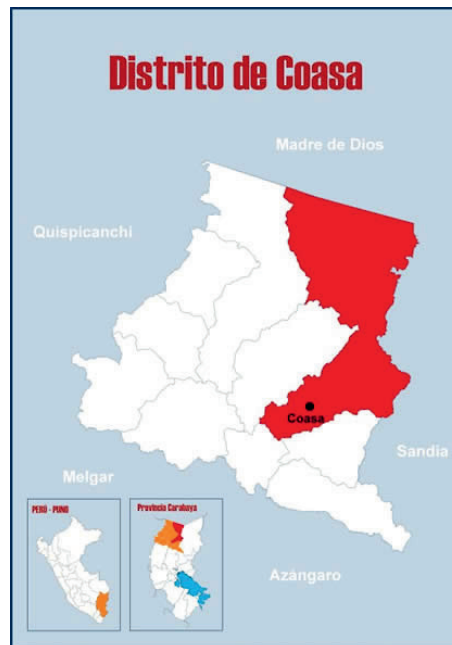 Distrito de Coasa
Madre de Dios
Quispicanchi
Coasa
Sandia
Melgar
PERÚ - PUNO
Provincia Carabaya
Azángaro